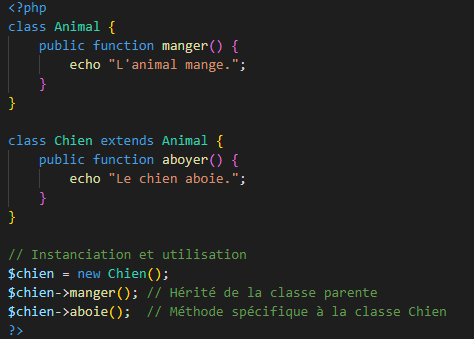 <?php
class Animal {
    public function manger() {
        echo "L'animal mange.";
    }
}

class Chien extends Animal {
    public function aboyer() {
        echo "Le chien aboie.";
    }
}

// Instanciation et utilisation
$chien = new Chien();
$chien->manger(); // Hérité de la classe parente
$chien->aboie();  // Méthode spécifique à la classe Chien
?>